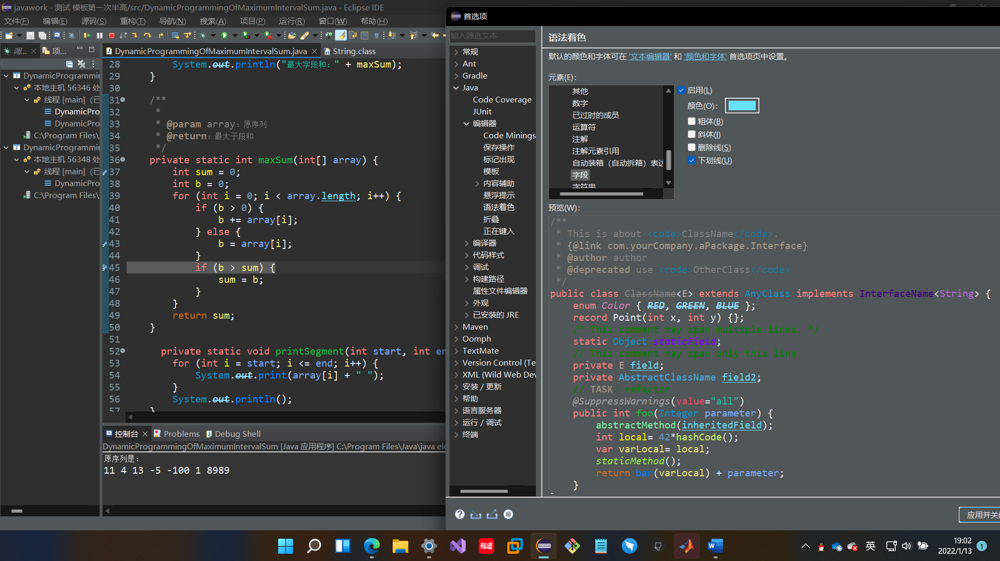 javawork - 测试 模板第一次半高/src/DynamicProgrammingOfMaximumIntervalSum.java - Eclipse IDE
文件(F) 编辑(E) 源码(S) 重构(T) 导航(N) 搜索(A) 项目(P) 运行(R) 窗口(W) 帮助(H)
调... 项...
DynamicProgrammin
本地主机 56346 处
线程 [main]（已
DynamicPro
DynamicPro
C:\Program Files\
DynamicProgrammin
本地主机 56348 处
线程 [main]（已
DynamicPro
C:\Program Files\
DynamicProgrammingOfMaximumIntervalSum.java String.class
28 System.out.println("最大字段和：" + maxSum);
29 }
30
31 /**
32 *
33 * @param array：原序列
34 * @return：最大子段和
35 */
36 private static int maxSum(int[] array) {
37 int sum = 0;
38 int b = 0;
39 for (int i = 0; i < array.length; i++) {
40 if (b > 0) {
41 b += array[i];
42 } else {
43 b = array[i];
44 }
45 if (b > sum) {
46 sum = b;
47 }
48 }
49 return sum;
50 }
51
52 private static void printSegment(int start, int en
53 for (int i = start; i <= end; i++) {
54 System.out.print(array[i] + " ");
55 }
56 System.out.println();
57 }
控制台 Problems Debug Shell
DynamicProgrammingOfMaximumIntervalSum [Java 应用程序] C:\Program Files\Java\java ek
原序列是：
11 4 13 -5 -100 1 8989
首选项
输入筛选文本
常规
Ant
Gradle
Java
Code Coverage
JUnit
编辑器
Code Minings
保存操作
标记出现
模板
内容辅助
悬浮提示
语法着色
折叠
正在键入
编译器
代码样式
调试
构建路径
属性文件编辑器
外观
已安装的 JRE
Maven
Oomph
TextMate
Version Control (Te
XML (Wild Web Dev
安装 / 更新
帮助
语言服务器
运行 / 调试
终端
语法着色
默认的颜色和字体可在 '文本编辑器' 和 '颜色和字体' 首选项页中设置。
元素(E)：
其他
数字
已过时的成员
运算符
注解
注解元素引用
自动装箱（自动拆箱）表达
字段
字符串
启用(L)
颜色(O)：
粗体(B)
斜体(I)
删除线(S)
下划线(U)
预览(W)：
/**
* This is about <code>ClassName</code>.
* {@link com.yourCompany.aPackage.Interface}
* @author author
* @deprecated use <code>OtherClass</code>
*/
public class ClassName<E> extends AnyClass implements InterfaceName<String> {
enum Color { RED, GREEN, BLUE };
record Point(int x, int y) {};
/* This comment may span multiple lines. */
static Object staticField;
// This comment may span only this line
private E field;
private AbstractClassName field2;
// TASK: refactor
@SuppressWarnings(value="all")
public int foo(Integer parameter) {
abstractMethod(inheritedField);
int local= 42*hashCode();
var varLocal= local;
staticMethod();
return bar(varLocal) + parameter;
}
应用并关闭
有道
英
19:02
2022/1/13
1